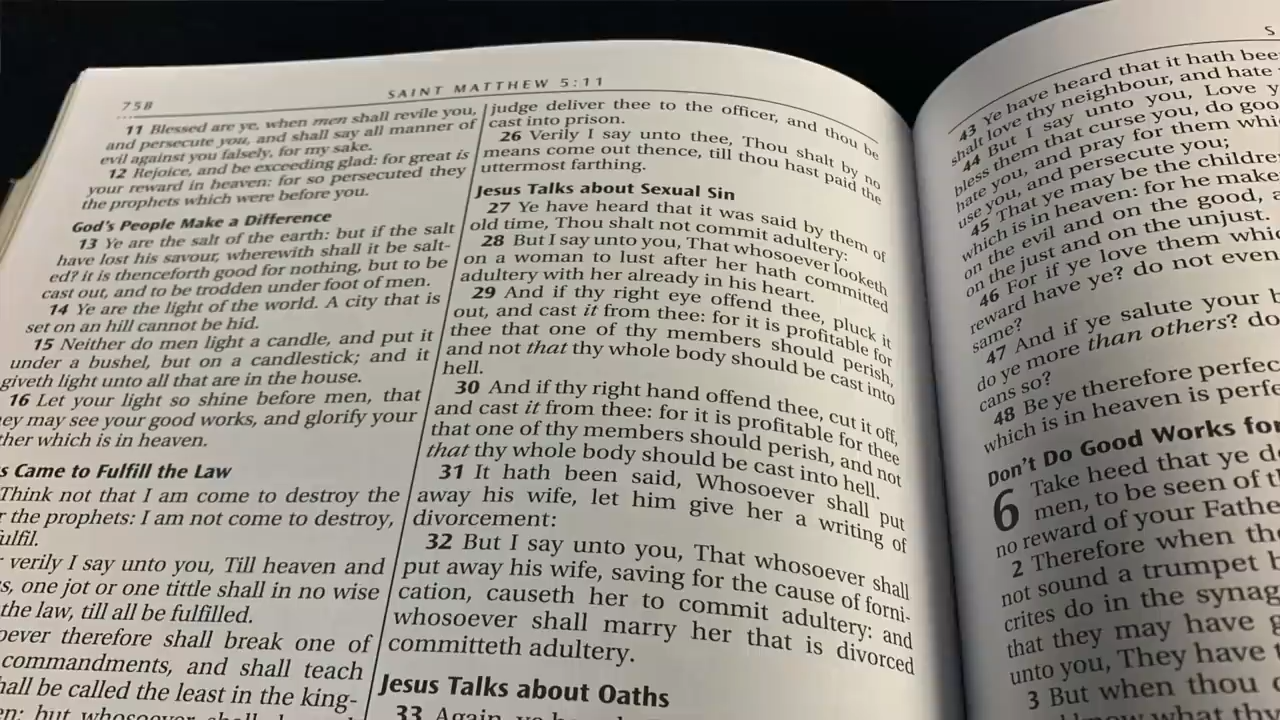 758
SAINT MATTHEW 5:11
11 Blessed are ye, when men shall revile you,
and persecute you, and shall say all manner of
evil against you falsely, for my sake.
12 Rejoice, and be exceeding glad: for great is
your reward in heaven: for so persecuted they
the prophets which were before you.
God's People Make a Difference
13 Ye are the salt of the earth: but if the salt
have lost his savour, wherewith shall it be salt-
ed? it is thenceforth good for nothing, but to be
cast out, and to be trodden under foot of men.
14 Ye are the light of the world. A city that is
set on an hill cannot be hid.
15 Neither do men light a candle, and put it
under a bushel, but on a candlestick; and it
giveth light unto all that are in the house.
16 Let your light so shine before men, that
ey may see your good works, and glorify your
ther which is in heaven.
s Came to Fulfill the Law
Think not that I am come to destroy the
r the prophets: I am not come to destroy,
ulfil.
verily I say unto you, Till heaven and
s, one jot or one tittle shall in no wise
the law, till all be fulfilled.
oever therefore shall break one of
commandments, and shall teach
hall be called the least in the king-
en: but whosoever shall
judge deliver thee to the officer, and thou be
cast into prison.
26 Verily I say unto thee, Thou shalt by no
means come out thence, till thou hast paid the
uttermost farthing.
Jesus Talks about Sexual Sin
27 Ye have heard that it was said by them of
old time, Thou shalt not commit adultery:
28 But I say unto you, That whosoever looketh
on a woman to lust after her hath committed
adultery with her already in his heart.
29 And if thy right eye offend thee, pluck it
out, and cast it from thee: for it is profitable for
thee that one of thy members should perish,
and not that thy whole body should be cast into
hell.
30 And if thy right hand offend thee, cut it off,
and cast it from thee: for it is profitable for thee
that one of thy members should perish, and not
that thy whole body should be cast into hell.
31 It hath been said, Whosoever shall put
away his wife, let him give her a writing of
divorcement:
32 But I say unto you, That whosoever shall
put away his wife, saving for the cause of forni-
cation, causeth her to commit adultery: and
whosoever shall marry her that is divorced
committeth adultery.
Jesus Talks about Oaths
33 Again, ye
S
43 Ye have heard that it hath bee
shalt love thy neighbour, and hate
44 But I say unto you, Love y
bless them that curse you, do goo
hate you, and pray for them whi
use you, and persecute you;
45 That ye may be the childre
which is in heaven: for he make
on the evil and on the good, a
on the just and on the unjust.
46 For if ye love them whic
reward have ye? do not even
same?
47 And if ye salute your b
do ye more than others? do
cans so?
48 Be ye therefore perfec
which is in heaven is perfe
Don't Do Good Works for
6 Take heed that ye d
men, to be seen of t
no reward of your Fathe
2 Therefore when tho
not sound a trumpet b
crites do in the synag
that they may have g
unto you, They have t
3 But when thou
know what thy